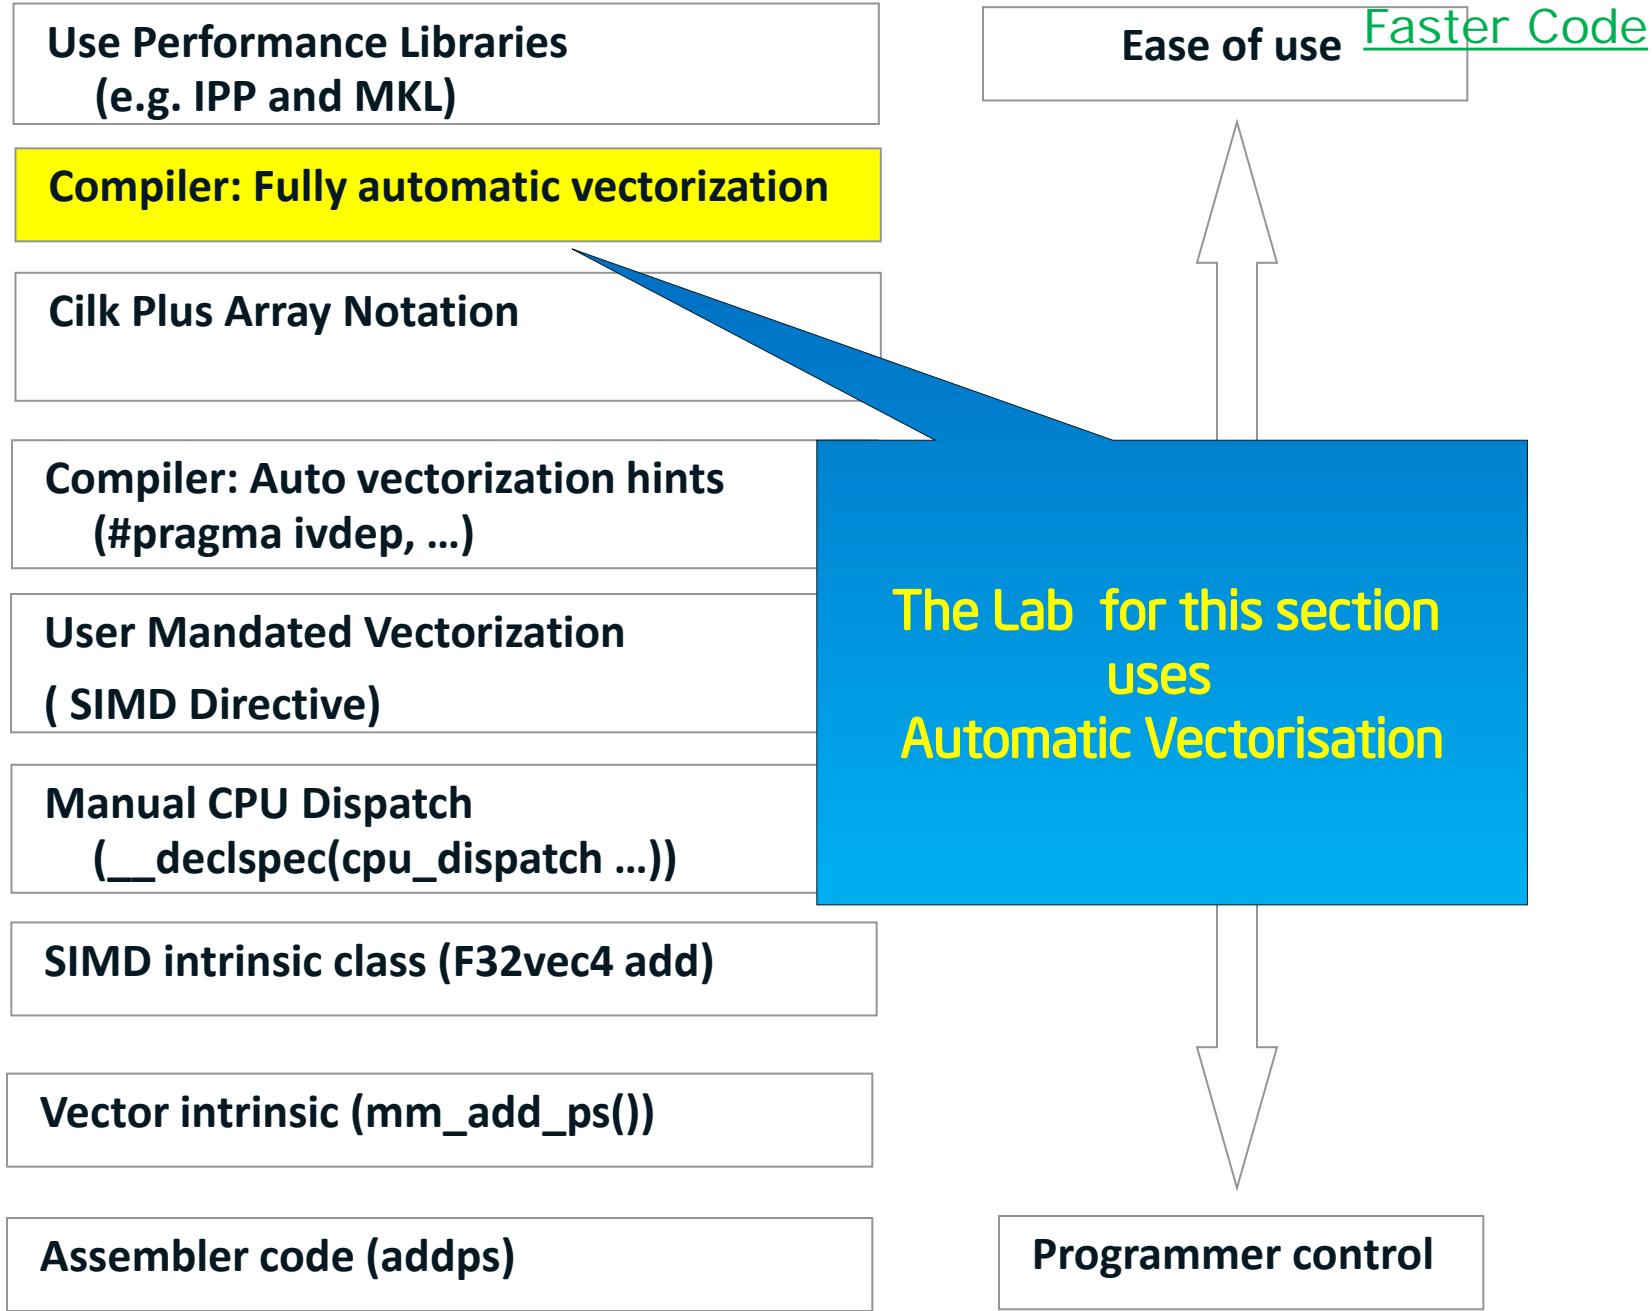 Use Performance Libraries
(e.g. IPP and MKL)
Compiler: Fully automatic vectorization
Cilk Plus Array Notation
Compiler: Auto vectorization hints
(#pragma ivdep, …)
User Mandated Vectorization
( SIMD Directive)
Manual CPU Dispatch
(__declspec(cpu_dispatch …))
SIMD intrinsic class (F32vec4 add)
Vector intrinsic (mm_add_ps())
Assembler code (addps)
Ease of use
Faster Code
The Lab for this section
uses
Automatic Vectorisation
Programmer control